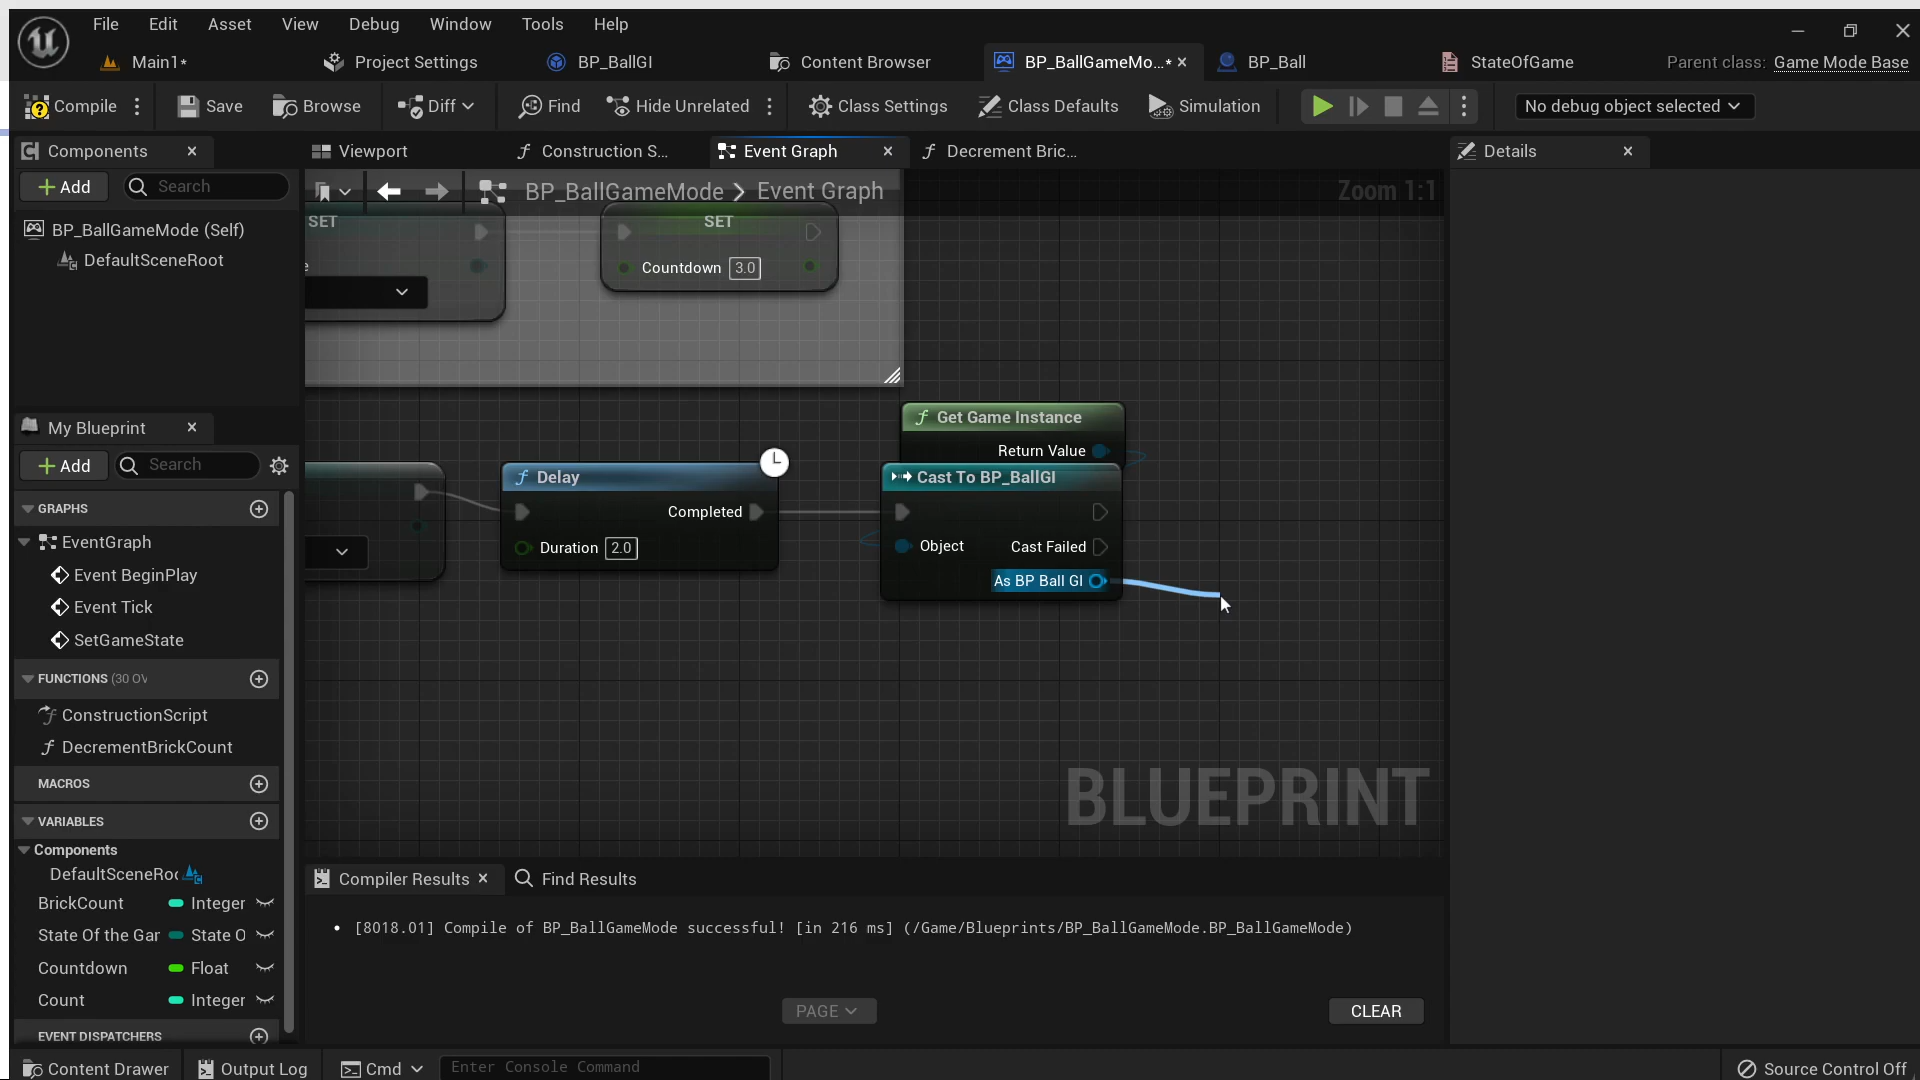 File Edit Asset View Debug Window Tools Help
Main1* Project Settings BP_BallGI Content Browser BP_BallGameMo...* BP_Ball StateOfGame Parent class: Game Mode Base
Compile Save Browse Diff Find Hide Unrelated Class Settings Class Defaults Simulation No debug object selected
Components Viewport Construction S... Event Graph Decrement Bric... Details
Add Search BP_BallGameMode > Event Graph Zoom 1:1
BP_BallGameMode (Self)
DefaultSceneRoot
SET
SET
Countdown 3.0
My Blueprint
Add Search
GRAPHS
EventGraph
Event BeginPlay
Event Tick
SetGameState
FUNCTIONS (30 OV
ConstructionScript
DecrementBrickCount
MACROS
VARIABLES
Components
DefaultSceneRoo
BrickCount Integer
State Of the Gar State O
Countdown Float
Count Integer
EVENT DISPATCHERS
Get Game Instance
Return Value
Delay
Completed
Duration 2.0
Cast To BP_BallGI
Object Cast Failed
As BP Ball GI
BLUEPRINT
Compiler Results Find Results
• [8018.01] Compile of BP_BallGameMode successful! [in 216 ms] (/Game/Blueprints/BP_BallGameMode.BP_BallGameMode)
PAGE CLEAR
Content Drawer Output Log Cmd Enter Console Command Source Control Off